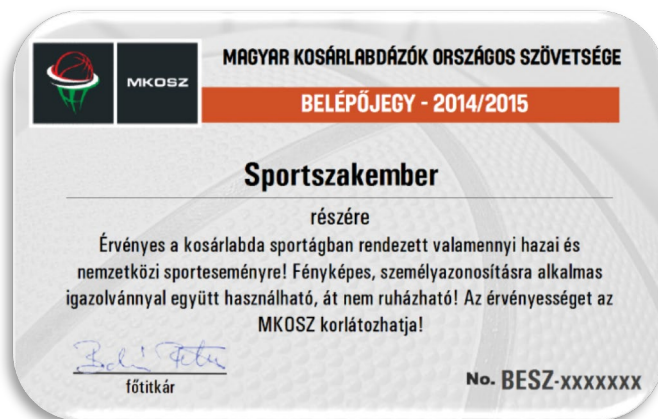 MKOSZ
MAGYAR KOSÁRLABDÁZÓK ORSZÁGOS SZÖVETSÉGE
BELÉPŐJEGY - 2014/2015
Sportszakember
részére
Érvényes a kosárlabda sportágban rendezett valamennyi hazai és
nemzetközi sporteseményre! Fényképes, személyazonosításra alkalmas
igazolvánnyal együtt használható, át nem ruházható! Az érvényességet az
MKOSZ korlátozhatja!
főtitkár
No. BESZ-xxxxxxx